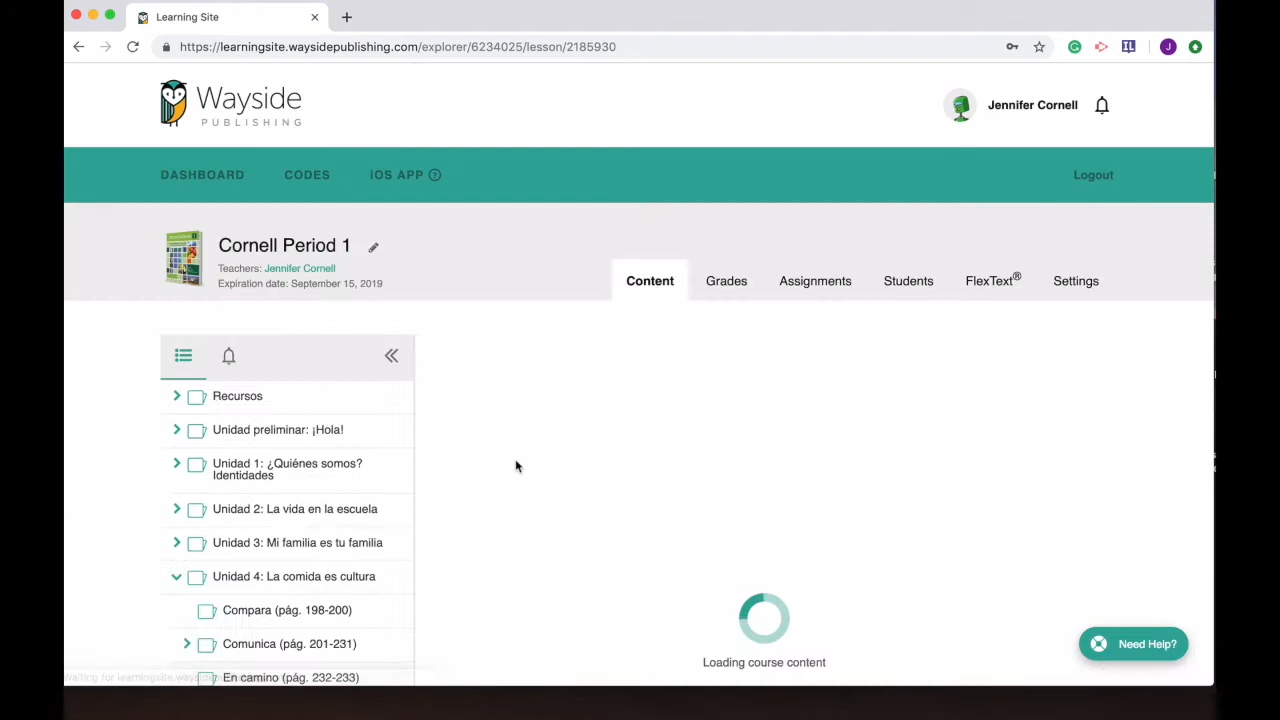 Learning Site
https://learningsite.waysidepublishing.com/explorer/6234025/lesson/2185930
IL
J
Wayside
PUBLISHING
Jennifer Cornell
DASHBOARD
CODES
iOS APP ?
Logout
Cornell Period 1
Teachers: Jennifer Cornell
Expiration date: September 15, 2019
Content
Grades
Assignments
Students
FlexText®
Settings
Recursos
Unidad preliminar: ¡Hola!
Unidad 1: ¿Quiénes somos?
Identidades
Unidad 2: La vida en la escuela
Unidad 3: Mi familia es tu familia
Unidad 4: La comida es cultura
Compara (pág. 198-200)
Comunica (pág. 201-231)
En camino (pág. 232-233)
Loading course content
Need Help?